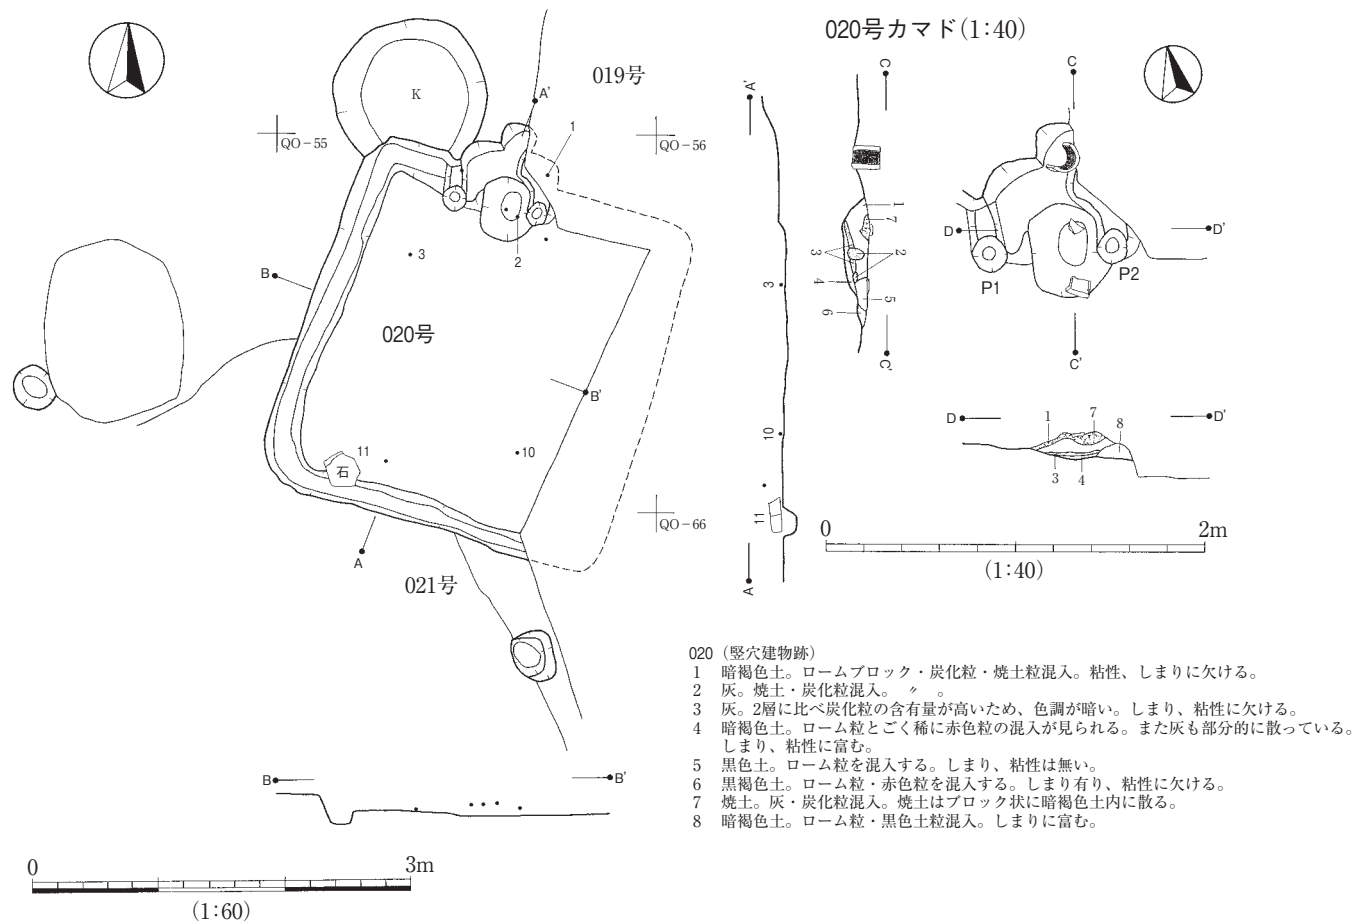 020号カマド(1:40)
019号
K
A'
1
QO-55
QO-56
3
2
B
020号
B'
11
石
10
A
QO-66
021号
B
B'
0
3m
(1:60)
A'
3
10
11
A
C
1
7
3
2
4
5
6
C'
C
D
D'
P1
P2
C'
D
D'
1
7
8
3
4
0
2m
(1:40)
020(竪穴建物跡)
1 暗褐色土。ロームブロック・炭化粒・焼土粒混入。粘性、しまりに欠ける。
2 灰。焼土・炭化粒混入。 〃 。
3 灰。2層に比べ炭化粒の含有量が高いため、色調が暗い。しまり、粘性に欠ける。
4 暗褐色土。ローム粒とごく稀に赤色粒の混入が見られる。また灰も部分的に散っている。
しまり、粘性に富む。
5 黒色土。ローム粒を混入する。しまり、粘性は無い。
6 黒褐色土。ローム粒・赤色粒を混入する。しまり有り、粘性に欠ける。
7 焼土。灰・炭化粒混入。焼土はブロック状に暗褐色土内に散る。
8 暗褐色土。ローム粒・黒色土粒混入。しまりに富む。